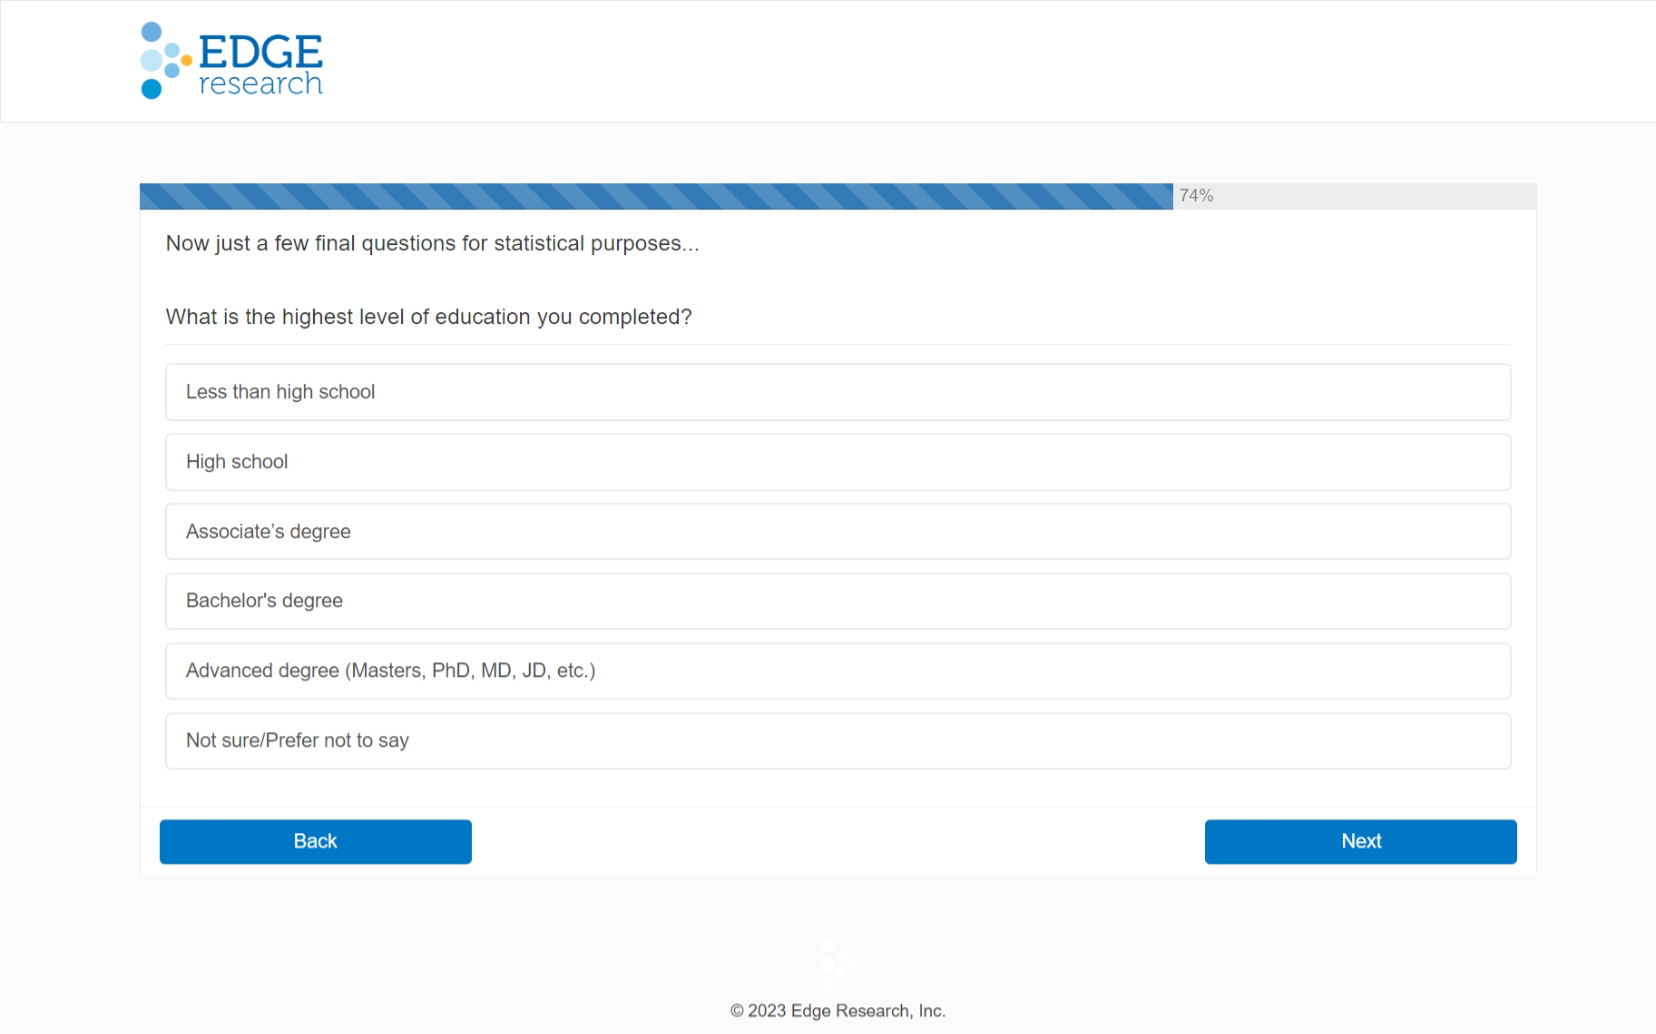 EDGE
research
74%
Now just a few final questions for statistical purposes...
What is the highest level of education you completed?
Less than high school
High school
Associate’s degree
Bachelor's degree
Advanced degree (Masters, PhD, MD, JD, etc.)
Not sure/Prefer not to say
Back
Next
© 2023 Edge Research, Inc.